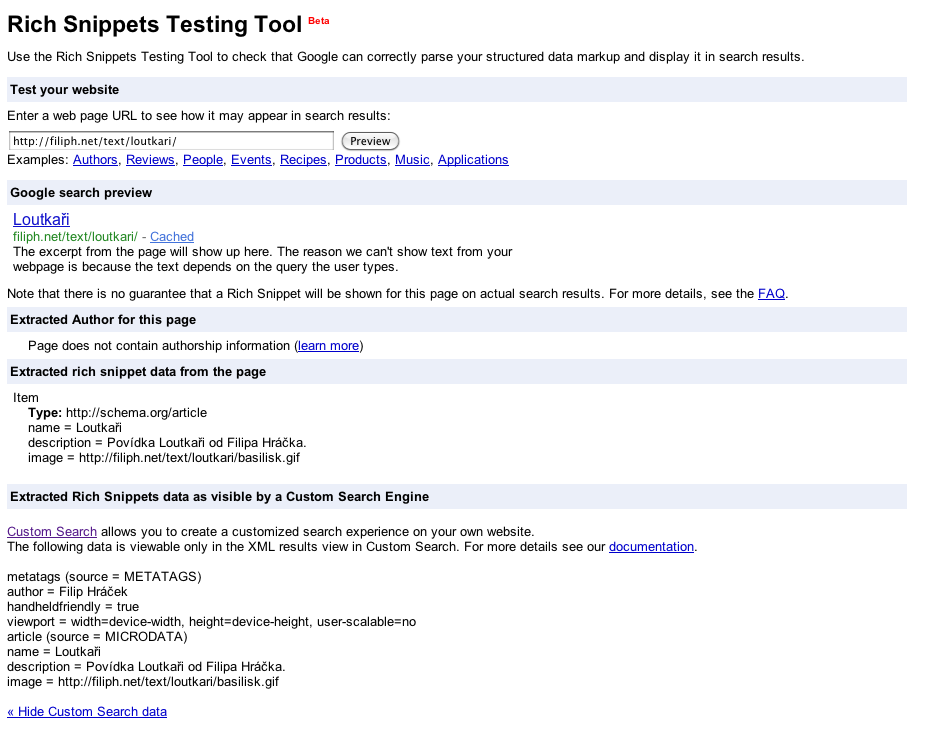 Rich Snippets Testing Tool Beta
Use the Rich Snippets Testing Tool to check that Google can correctly parse your structured data markup and display it in search results.
Test your website
Enter a web page URL to see how it may appear in search results:
http://filiph.net/text/loutkari/ Preview
Examples: Authors, Reviews, People, Events, Recipes, Products, Music, Applications
Google search preview
Loutkaři
filiph.net/text/loutkari/ - Cached
The excerpt from the page will show up here. The reason we can't show text from your
webpage is because the text depends on the query the user types.
Note that there is no guarantee that a Rich Snippet will be shown for this page on actual search results. For more details, see the FAQ.
Extracted Author for this page
Page does not contain authorship information (learn more)
Extracted rich snippet data from the page
Item
Type: http://schema.org/article
name = Loutkaři
description = Povídka Loutkaři od Filipa Hráčka.
image = http://filiph.net/text/loutkari/basilisk.gif
Extracted Rich Snippets data as visible by a Custom Search Engine
Custom Search allows you to create a customized search experience on your own website.
The following data is viewable only in the XML results view in Custom Search. For more details see our documentation.
metatags (source = METATAGS)
author = Filip Hráček
handheldfriendly = true
viewport = width=device-width, height=device-height, user-scalable=no
article (source = MICRODATA)
name = Loutkaři
description = Povídka Loutkaři od Filipa Hráčka.
image = http://filiph.net/text/loutkari/basilisk.gif
« Hide Custom Search data